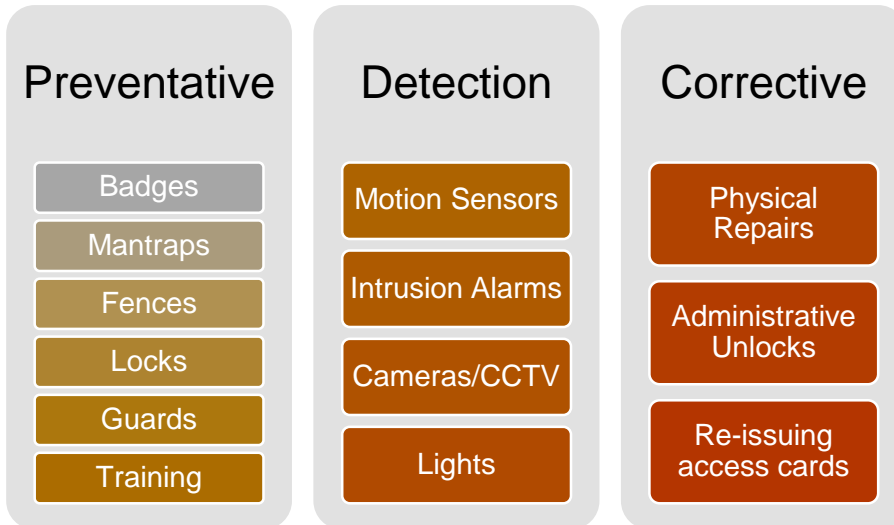 Preventative
Badges
Mantraps
Fences
Locks
Guards
Training
Detection
Motion Sensors
Intrusion Alarms
Cameras/CCTV
Lights
Corrective
Physical
Repairs
Administrative
Unlocks
Re-issuing
access cards